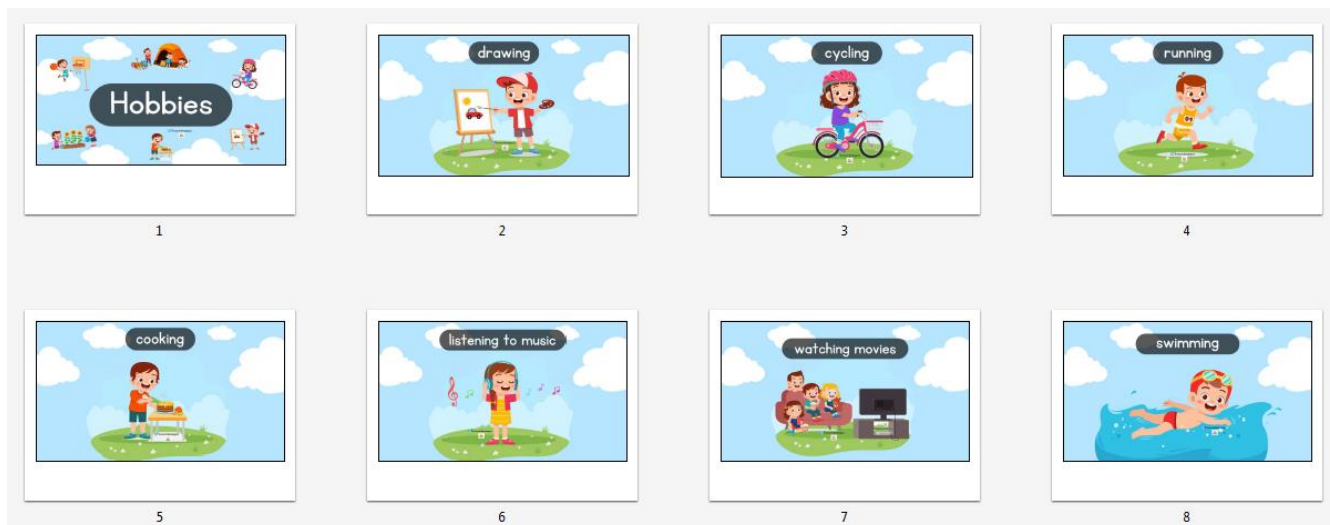 Hobbies
drawing
cycling
running
1
2
3
4
cooking
listening to music
watching movies
swimming
5
6
7
8